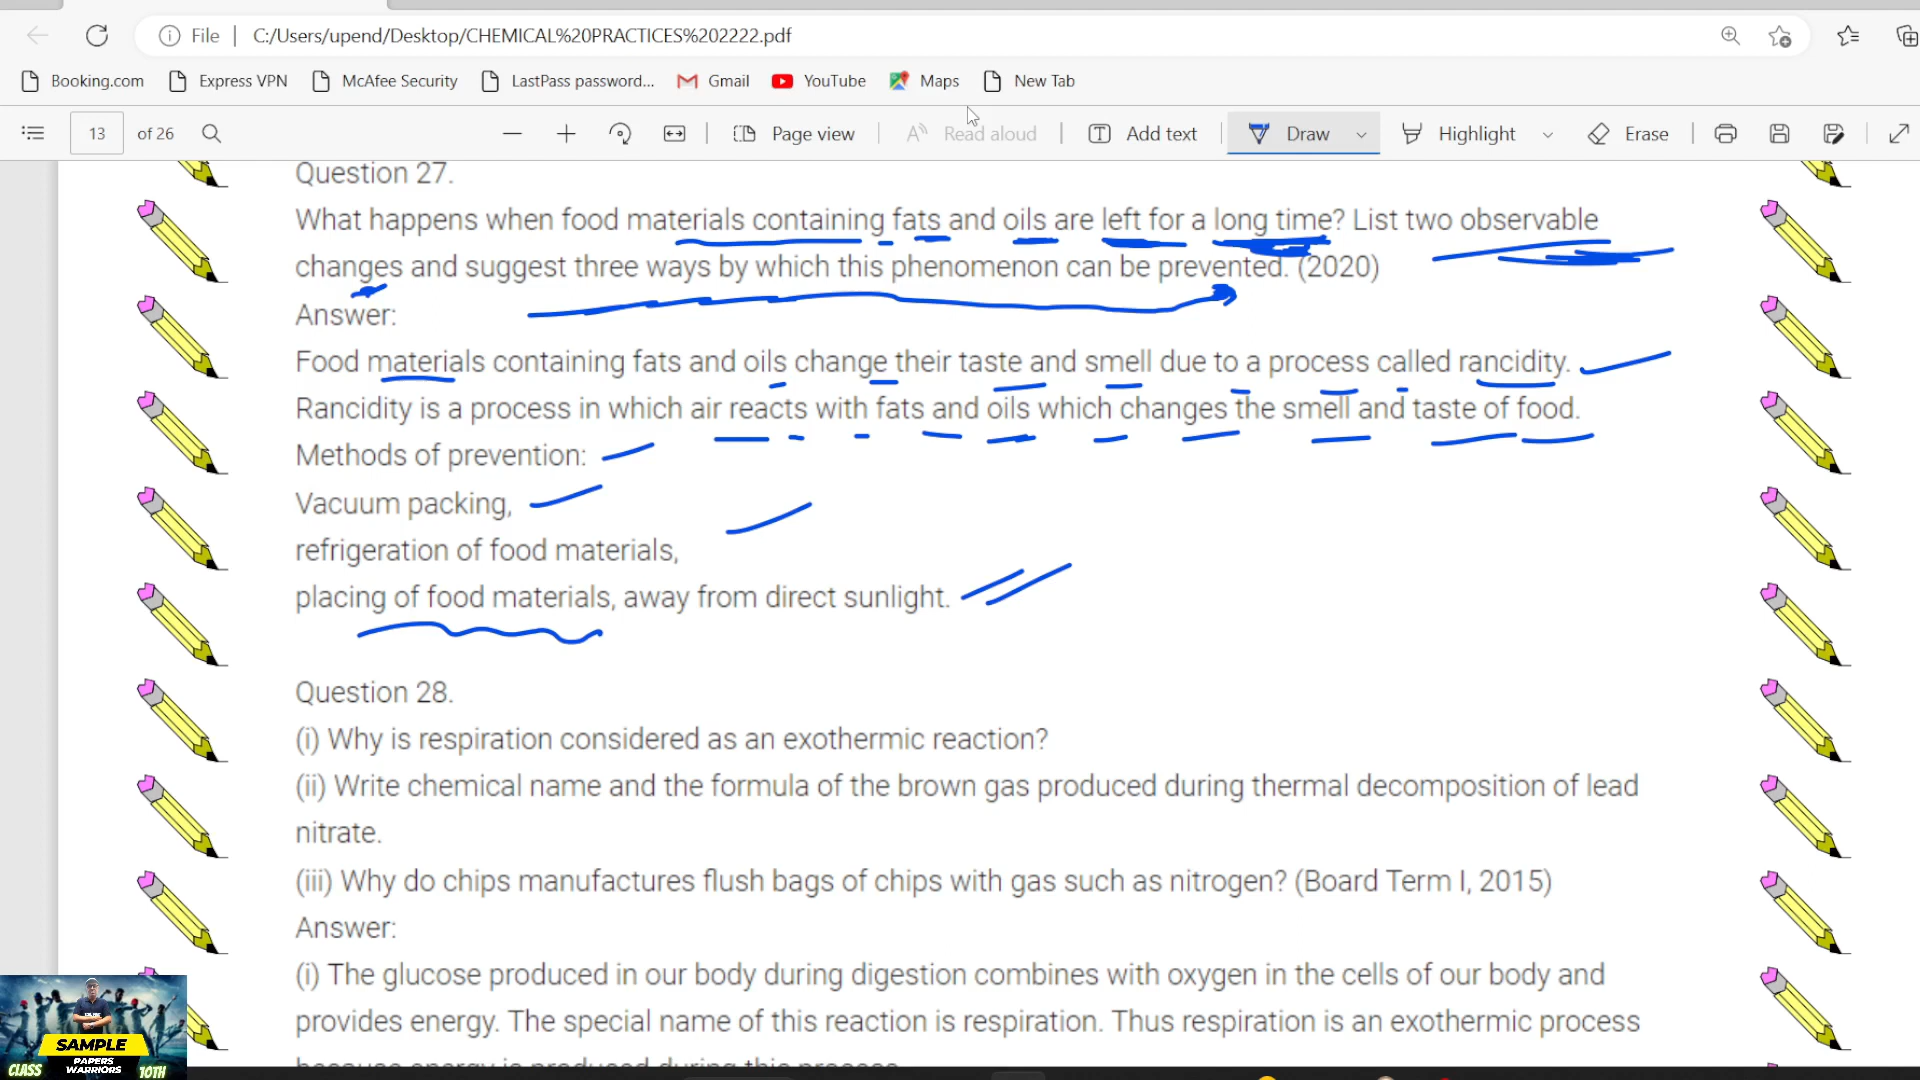 File C:/Users/upend/Desktop/CHEMICAL%20PRACTICES%202222.pdf
Booking.com Express VPN McAfee Security LastPass password... Gmail YouTube Maps New Tab
13 of 26 Page view Read aloud Add text Draw Highlight Erase
Question 27.
What happens when food materials containing fats and oils are left for a long time? List two observable
changes and suggest three ways by which this phenomenon can be prevented. (2020)
Answer:
Food materials containing fats and oils change their taste and smell due to a process called rancidity.
Rancidity is a process in which air reacts with fats and oils which changes the smell and taste of food.
Methods of prevention:
Vacuum packing,
refrigeration of food materials,
placing of food materials, away from direct sunlight.
Question 28.
(i) Why is respiration considered as an exothermic reaction?
(ii) Write chemical name and the formula of the brown gas produced during thermal decomposition of lead
nitrate.
(iii) Why do chips manufactures flush bags of chips with gas such as nitrogen? (Board Term I, 2015)
Answer:
(i) The glucose produced in our body during digestion combines with oxygen in the cells of our body and
provides energy. The special name of this reaction is respiration. Thus respiration is an exothermic process
because energy is produced during this process.
SAMPLE
PAPERS
WARRIORS
CLASS 10TH